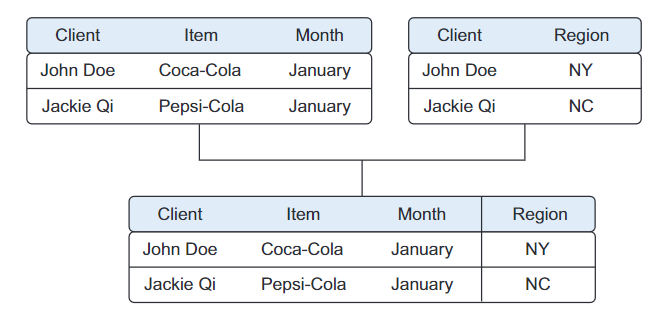 Client Item Month
John Doe Coca-Cola January
Jackie Qi Pepsi-Cola January
Client Region
John Doe NY
Jackie Qi NC
Client Item Month Region
John Doe Coca-Cola January NY
Jackie Qi Pepsi-Cola January NC